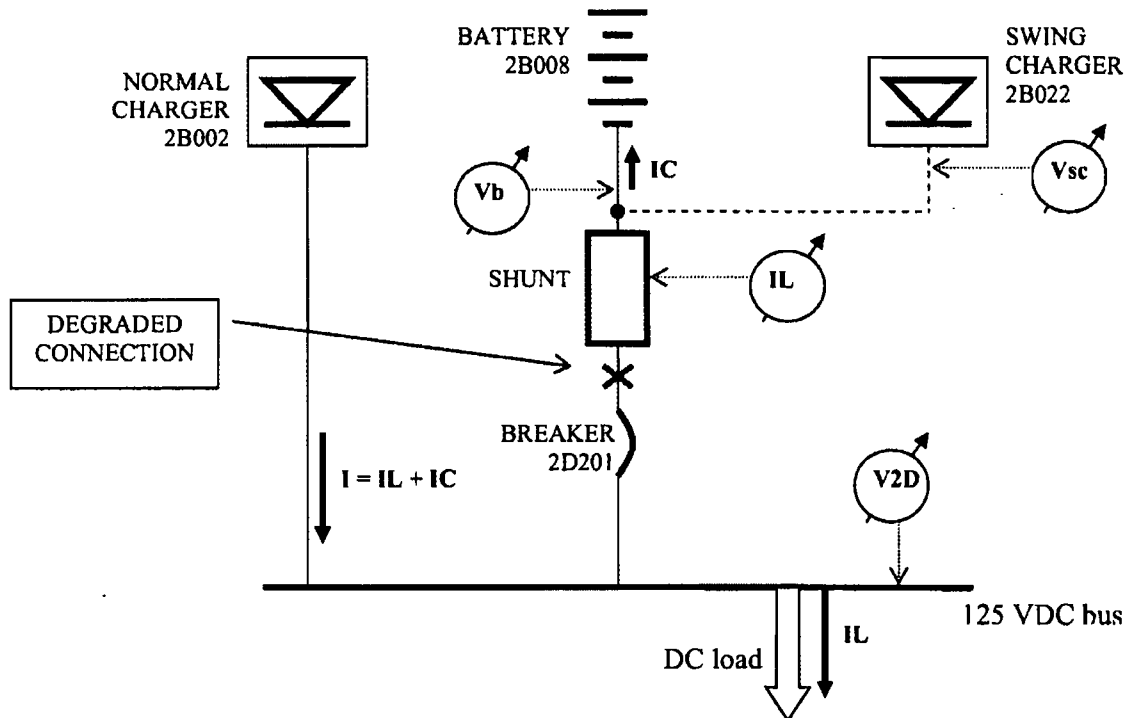 BATTERY
2B008
SWING
CHARGER
2B022
NORMAL
CHARGER
2B002
IC
Vb
Vsc
SHUNT
IL
DEGRADED
CONNECTION
BREAKER
2D201
I = IL + IC
V2D
125 VDC bus
IL
DC load